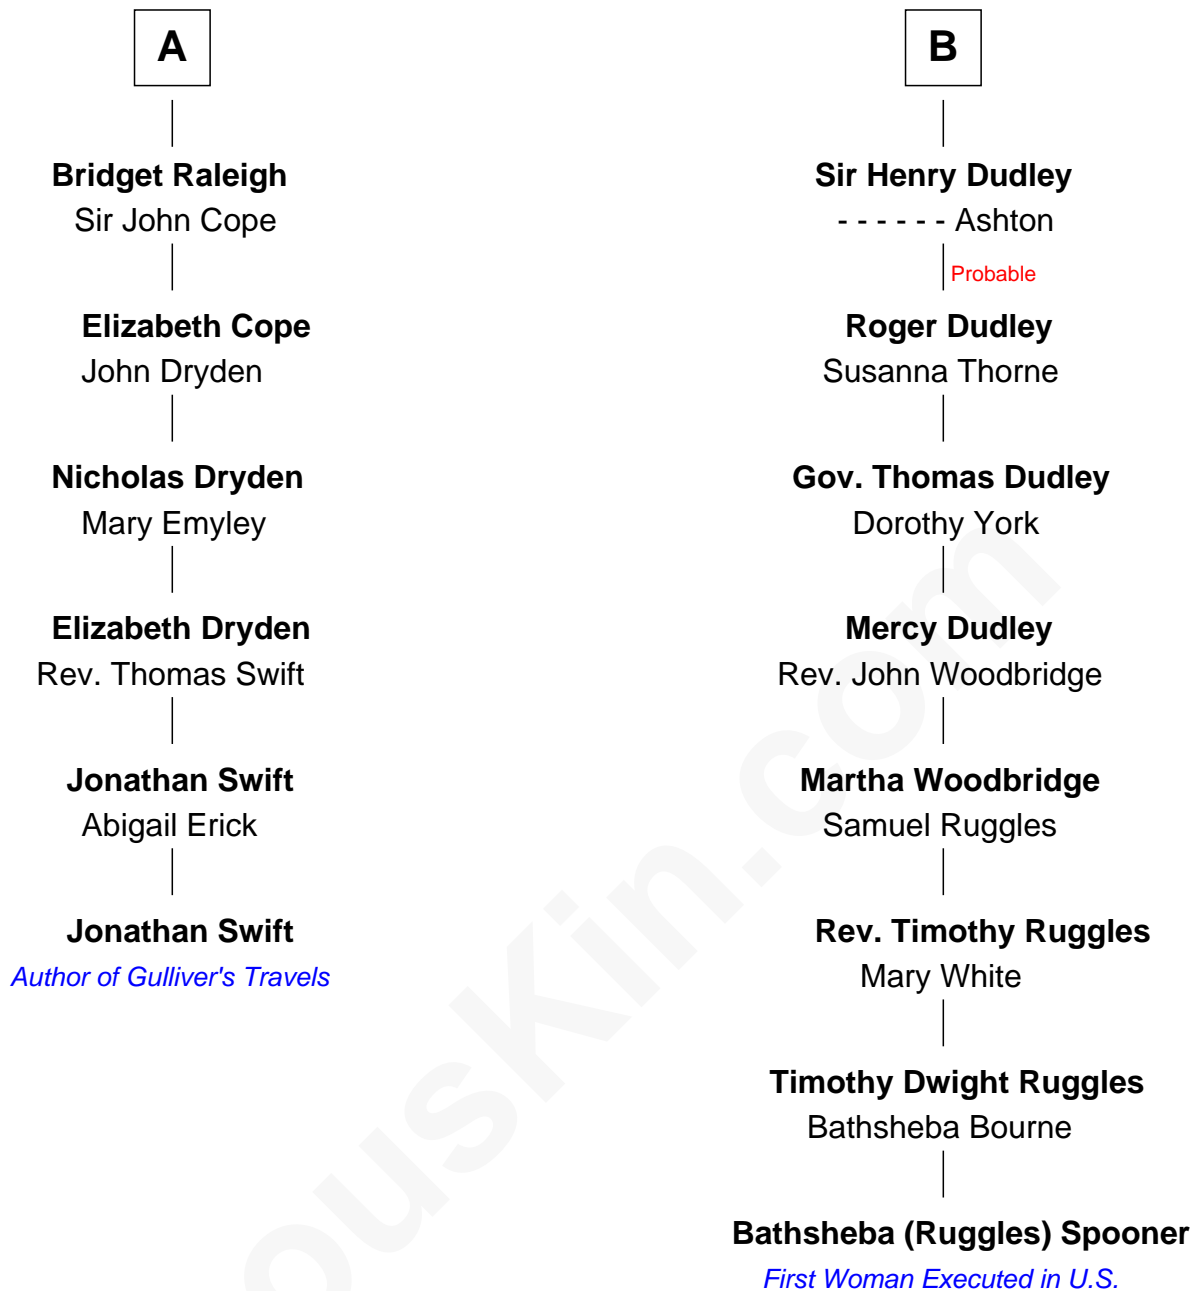 A
Bridget Raleigh
Sir John Cope
Elizabeth Cope
John Dryden
Nicholas Dryden
Mary Emyley
Elizabeth Dryden
Rev. Thomas Swift
Jonathan Swift
Abigail Erick
Jonathan Swift
Author of Gulliver's Travels
B
Sir Henry Dudley
- - - - - - Ashton
Probable
Roger Dudley
Susanna Thorne
Gov. Thomas Dudley
Dorothy York
Mercy Dudley
Rev. John Woodbridge
Martha Woodbridge
Samuel Ruggles
Rev. Timothy Ruggles
Mary White
Timothy Dwight Ruggles
Bathsheba Bourne
Bathsheba (Ruggles) Spooner
First Woman Executed in U.S.
ousKin.com